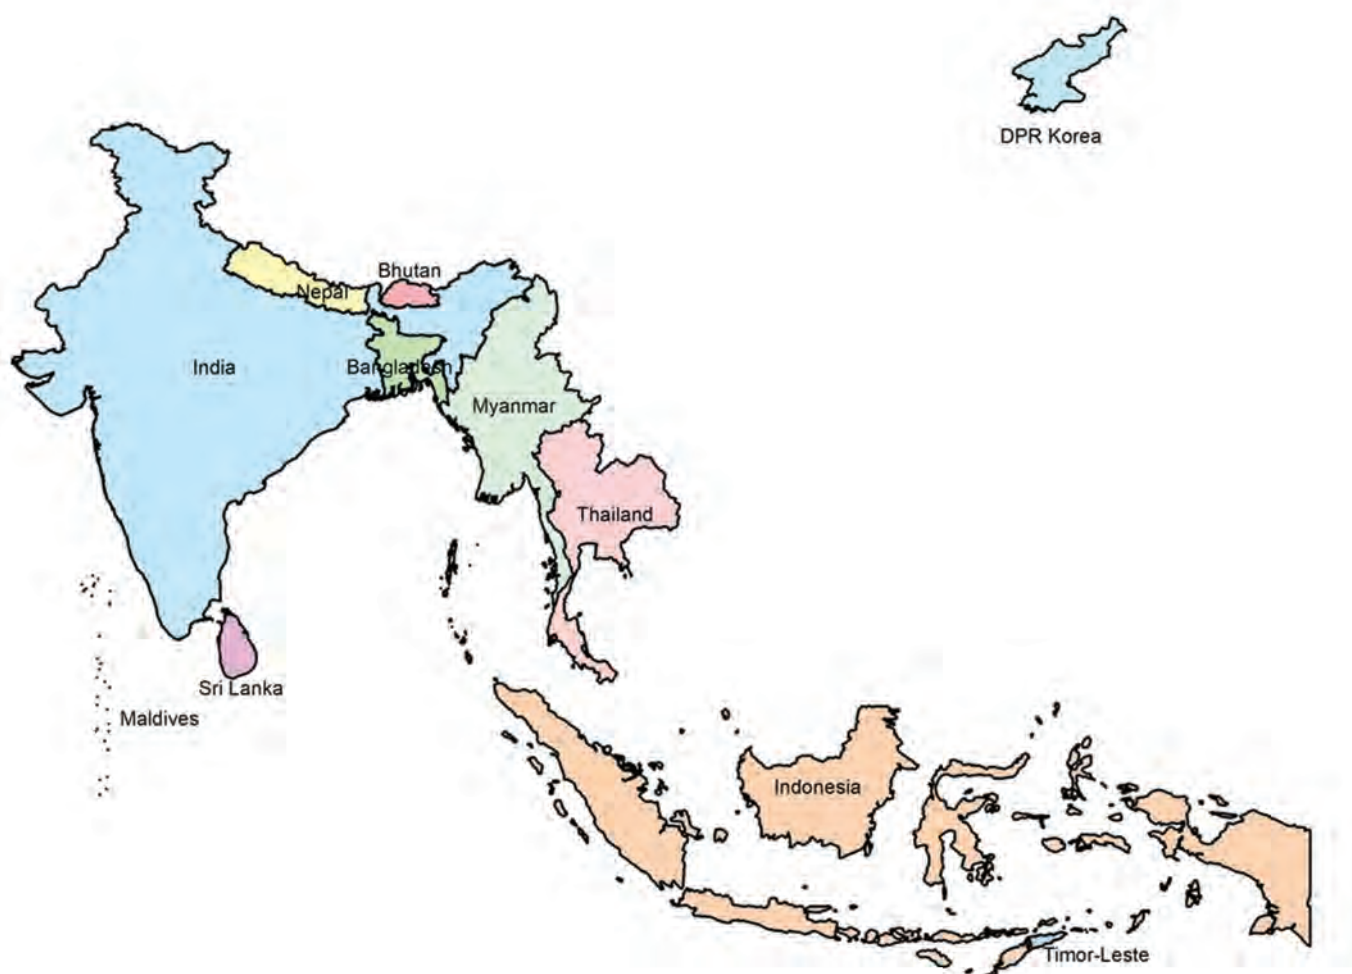 DPR Korea
Bhutan
Nepal
India
Bangladesh
Myanmar
Thailand
Sri Lanka
Maldives
Indonesia
Timor-Leste